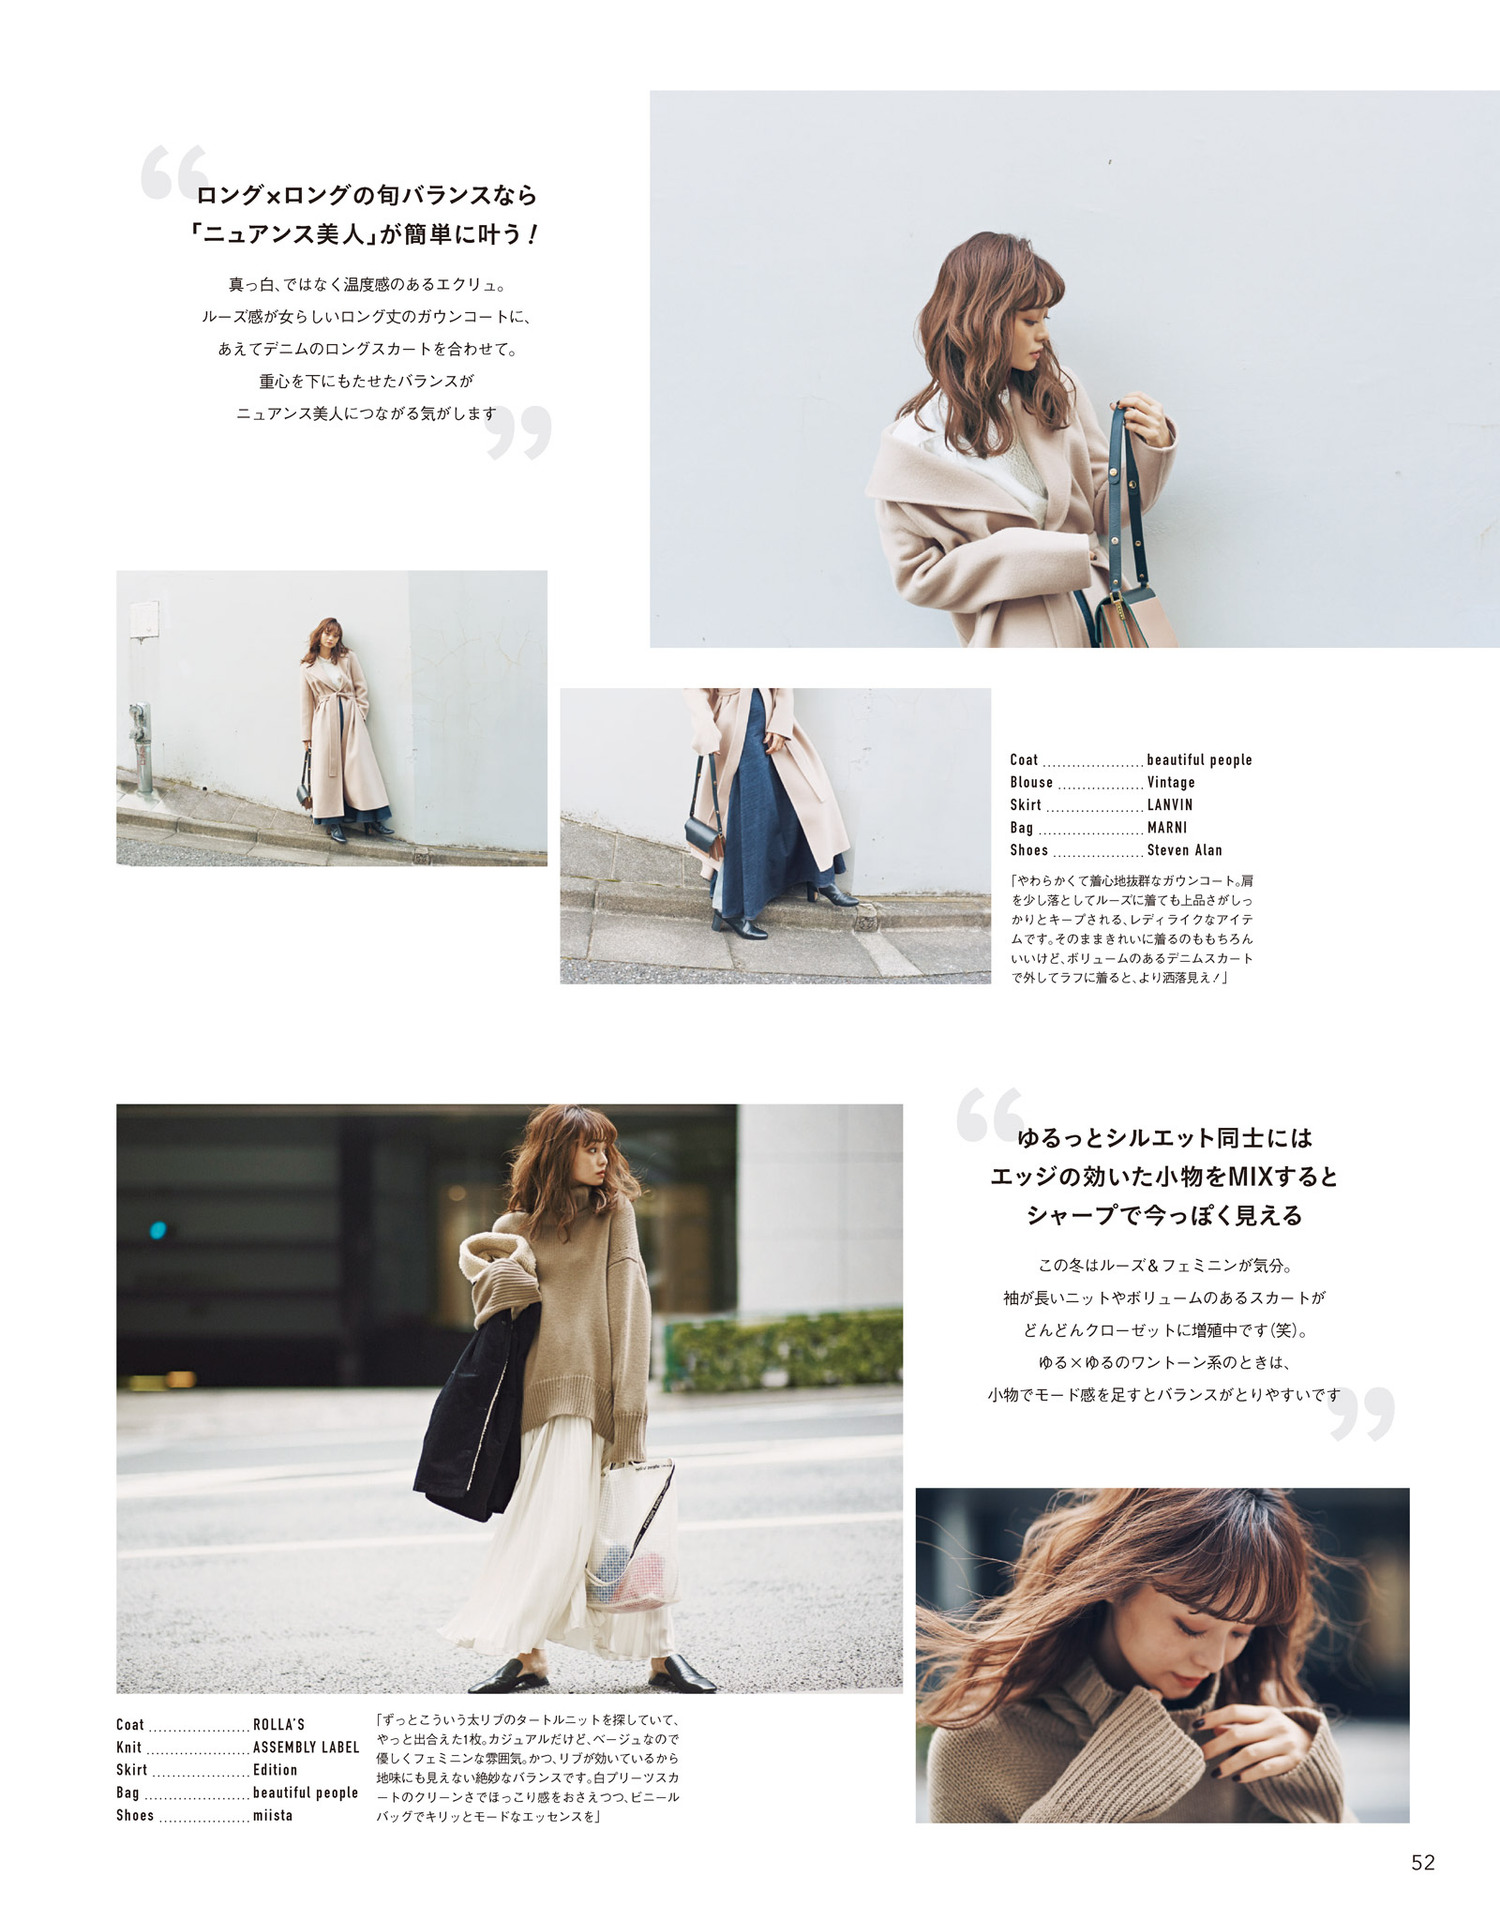 ロング×ロングの旬バランスなら
「ニュアンス美人」が簡単に叶う！
真っ白、ではなく温度感のあるエクリュ。
ルーズ感が女らしいロング丈のガウンコートに、
あえてデニムのロングスカートを合わせて。
重心を下にもたせたバランスが
ニュアンス美人につながる気がします
Coat ..................... beautiful people
Blouse .................. Vintage
Skirt .................... LANVIN
Bag ...................... MARNI
Shoes ................... Steven Alan
「やわらかくて着心地抜群なガウンコート。肩
を少し落としてルーズに着ても上品さがしっ
かりとキープされる、レディライクなアイテ
ムです。そのままきれいに着るのももちろん
いいけど、ボリュームのあるデニムスカート
で外してラフに着ると、より洒落見え！」
ゆるっとシルエット同士には
エッジの効いた小物をMIXすると
シャープで今っぽく見える
この冬はルーズ＆フェミニンが気分。
袖が長いニットやボリュームのあるスカートが
どんどんクローゼットに増殖中です（笑）。
ゆる×ゆるのワントーン系のときは、
小物でモード感を足すとバランスがとりやすいです
Coat ..................... ROLLA'S
Knit ...................... ASSEMBLY LABEL
Skirt .................... Edition
Bag ...................... beautiful people
Shoes ................... miista
「ずっとこういう太リブのタートルニットを探していて、
やっと出合えた1枚。カジュアルだけど、ベージュなので
優しくフェミニンな雰囲気。かつ、リブが効いているから
地味にも見えない絶妙なバランスです。白プリーツスカ
ートのクリーンさでほっこり感をおさえつつ、ビニール
バッグでキリッとモードなエッセンスを」
52